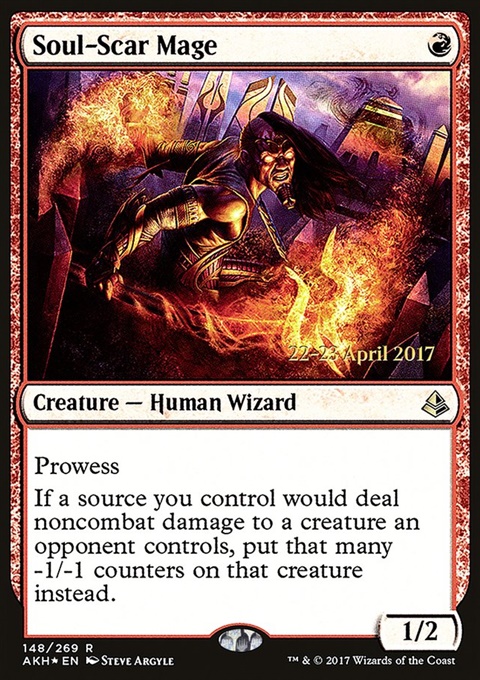 Soul-Scar Mage
22-23 April 2017
Creature — Human Wizard
Prowess
If a source you control would deal
noncombat damage to a creature an
opponent controls, put that many
-1/-1 counters on that creature
instead.
1/2
148/269 R
AKH★EN Steve Argyle
™ & © 2017 Wizards of the Coast